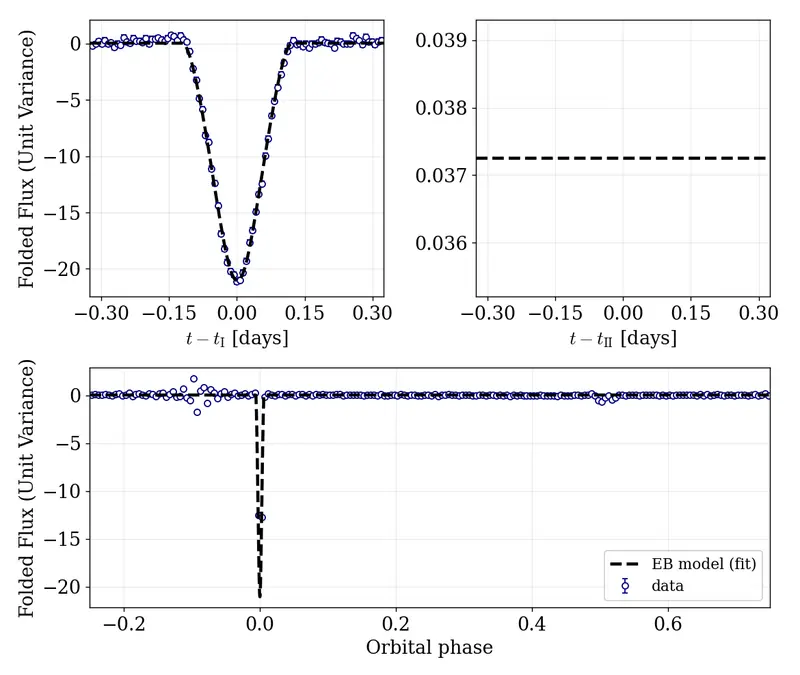 Folded Flux (Unit Variance)
0
−5
−10
−15
−20
−0.30 −0.15 0.00 0.15 0.30
t − tI [days]
0.039
0.038
0.037
0.036
−0.30 −0.15 0.00 0.15 0.30
t − tII [days]
Folded Flux (Unit Variance)
0
−5
−10
−15
−20
EB model (fit)
data
−0.2 0.0 0.2 0.4 0.6
Orbital phase